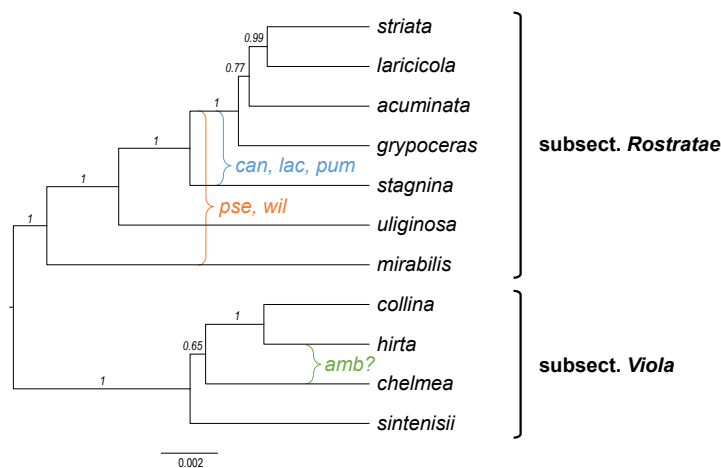 striata
0.99
laricicola
0.77
acuminata
1
grypoceras
subsect. Rostratae
1
can, lac, pum
stagnina
1
pse, wil
uliginosa
1
mirabilis
collina
1
hirta
0.65
amb?
subsect. Viola
1
chelmea
sintenisii
0.002